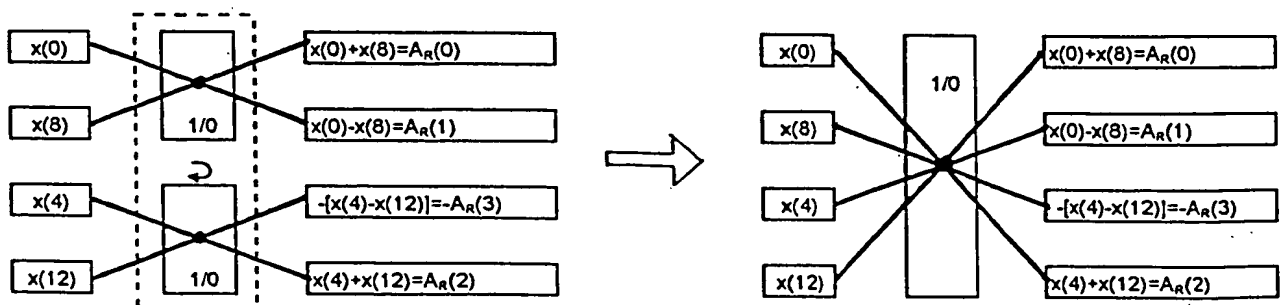 x(0)
x(0)+x(8)=A_R(0)
x(8)
1/0
x(0)-x(8)=A_R(1)
x(4)
-[x(4)-x(12)]=-A_R(3)
x(12)
1/0
x(4)+x(12)=A_R(2)
x(0)
1/0
x(0)+x(8)=A_R(0)
x(8)
x(0)-x(8)=A_R(1)
x(4)
-[x(4)-x(12)]=-A_R(3)
x(12)
x(4)+x(12)=A_R(2)